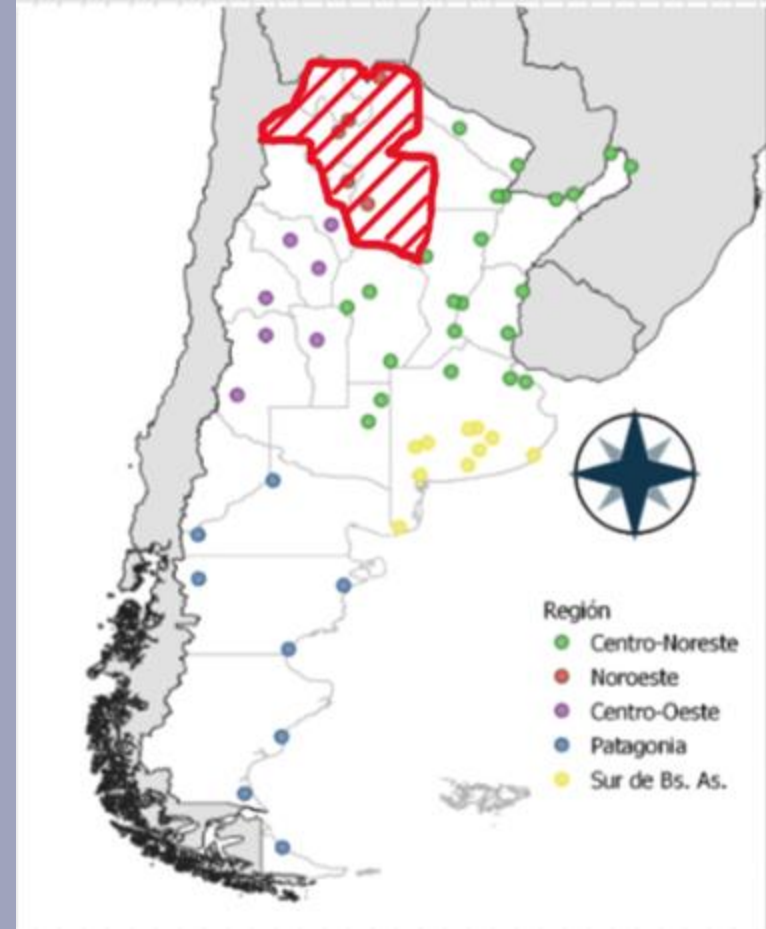 Región
Centro-Noreste
Noroeste
Centro-Oeste
Patagonia
Sur de Bs. As.